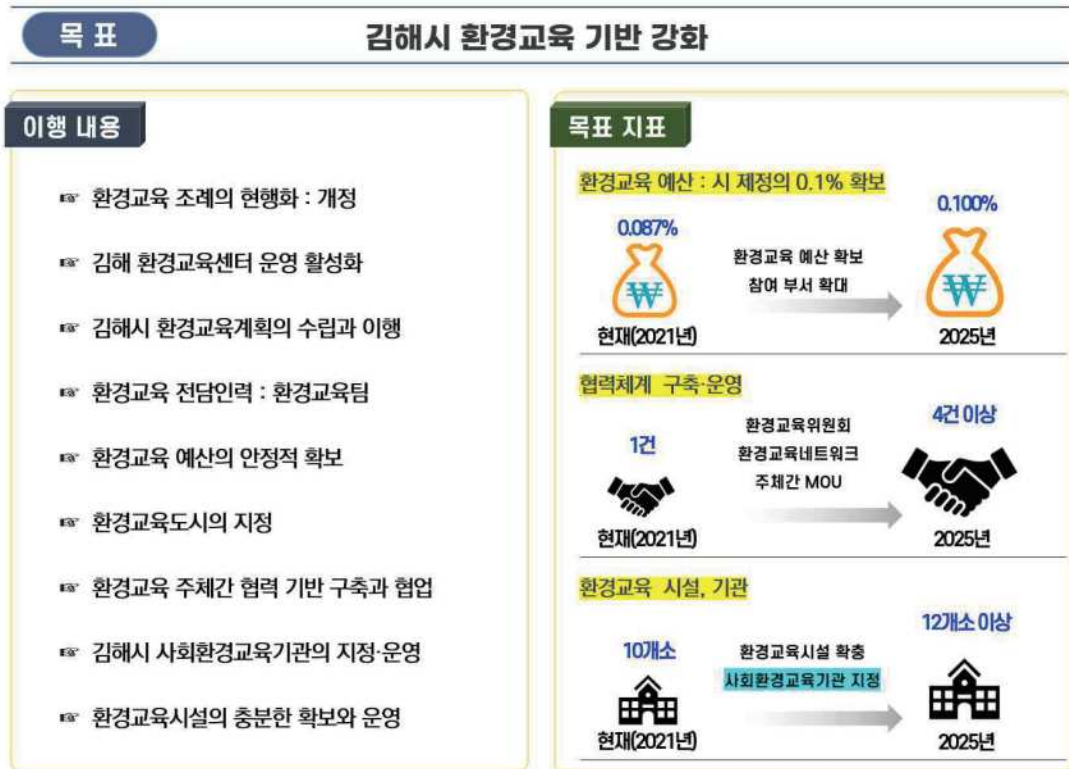 목 표
김해시 환경교육 기반 강화
이행 내용
☞ 환경교육 조례의 현행화 : 개정
☞ 김해 환경교육센터 운영 활성화
☞ 김해시 환경교육계획의 수립과 이행
☞ 환경교육 전담인력 : 환경교육팀
☞ 환경교육 예산의 안정적 확보
☞ 환경교육도시의 지정
☞ 환경교육 주체간 협력 기반 구축과 협업
☞ 김해시 사회환경교육기관의 지정·운영
☞ 환경교육시설의 충분한 확보와 운영
목표 지표
환경교육 예산 : 시 제정의 0.1% 확보
0.087%
₩
현재(2021년)
환경교육 예산 확보
참여 부서 확대
0.100%
₩
2025년
협력체계 구축·운영
1건
현재(2021년)
환경교육위원회
환경교육네트워크
주체간 MOU
4건 이상
2025년
환경교육 시설, 기관
10개소
현재(2021년)
환경교육시설 확충
사회환경교육기관 지정
12개소 이상
2025년